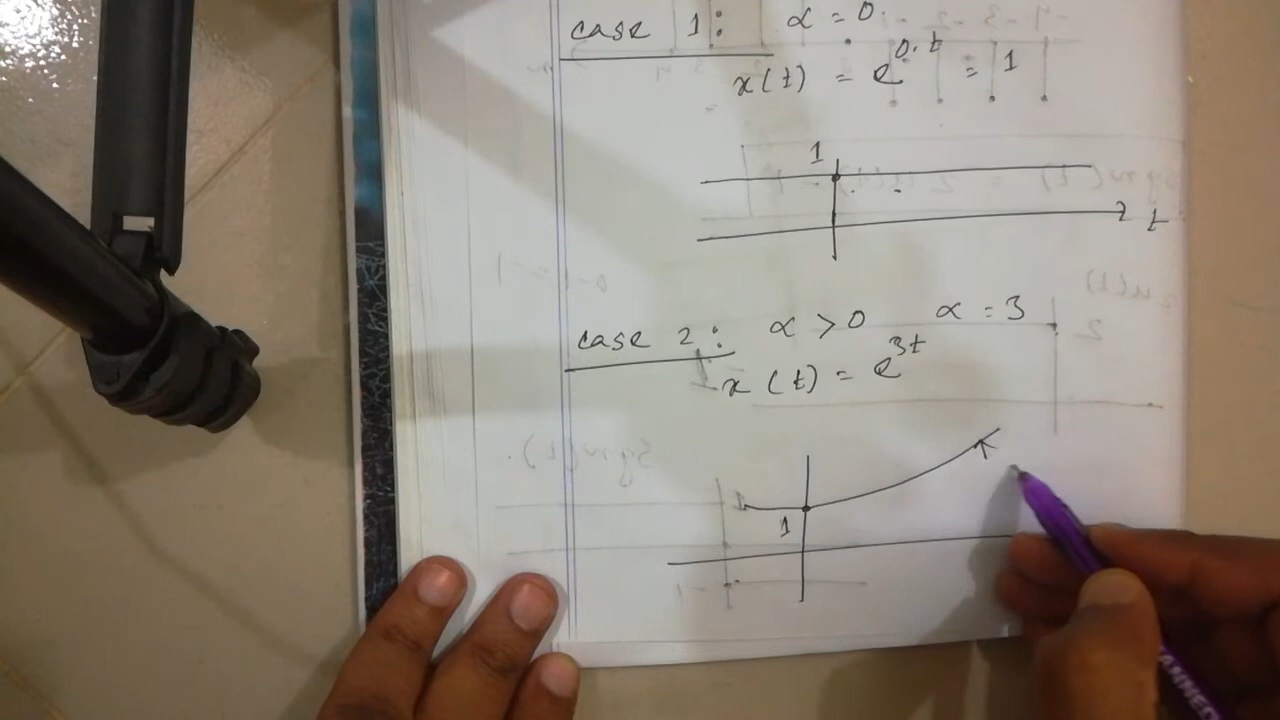 case 1: α = 0.
x(t) = e^{0.t} = 1
1
t
case 2: α > 0 α = 3
x(t) = e^{3t}
1